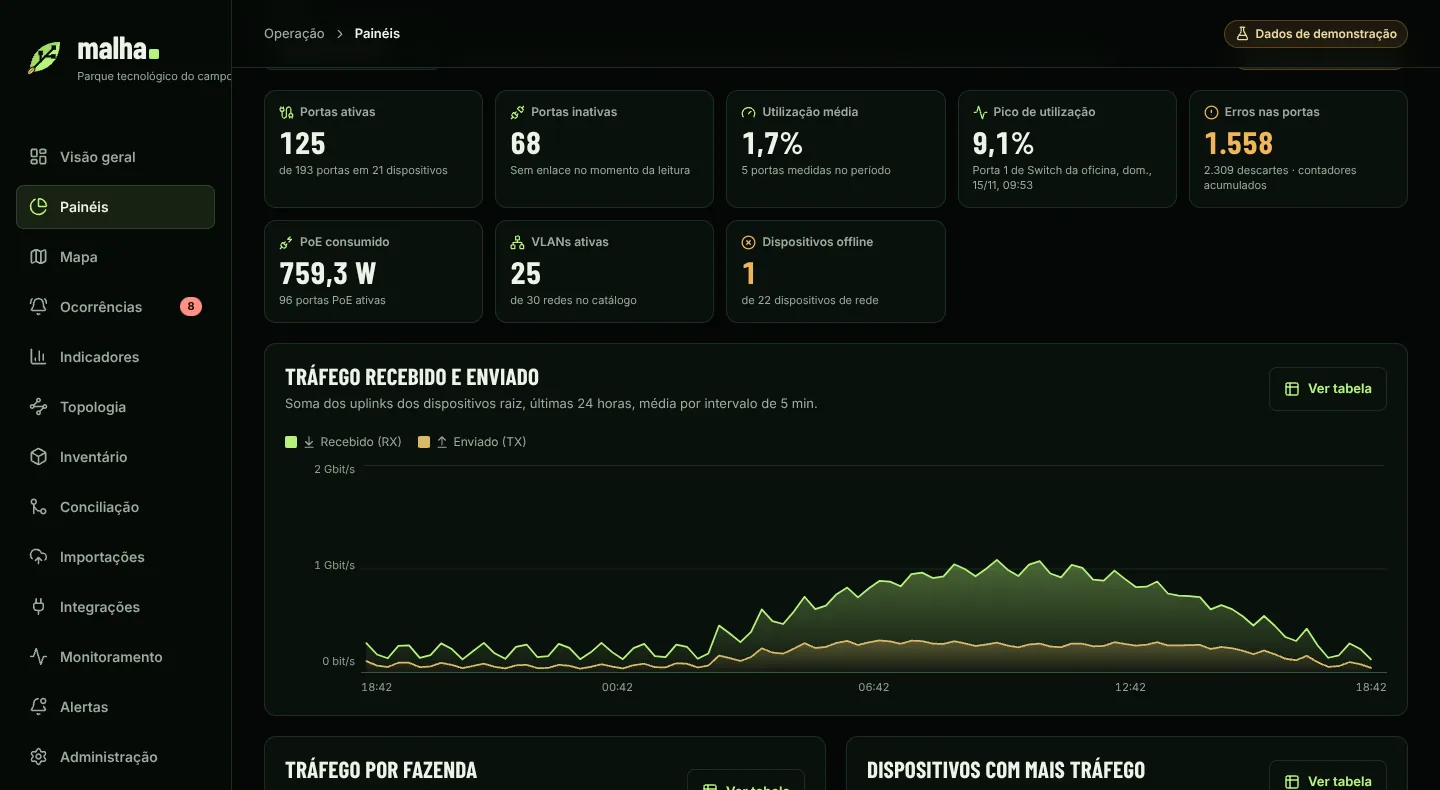 malha
Parque tecnológico do campo
Operação > Painéis
Dados de demonstração
Visão geral
Painéis
Mapa
Ocorrências 8
Indicadores
Topologia
Inventário
Conciliação
Importações
Integrações
Monitoramento
Alertas
Administração
Portas ativas
125
de 193 portas em 21 dispositivos
Portas inativas
68
Sem enlace no momento da leitura
Utilização média
1,7%
5 portas medidas no período
Pico de utilização
9,1%
Porta 1 de Switch da oficina, dom.,
15/11, 09:53
Erros nas portas
1.558
2.309 descartes · contadores
acumulados
PoE consumido
759,3 W
96 portas PoE ativas
VLANs ativas
25
de 30 redes no catálogo
Dispositivos offline
1
de 22 dispositivos de rede
TRÁFEGO RECEBIDO E ENVIADO
Soma dos uplinks dos dispositivos raiz, últimas 24 horas, média por intervalo de 5 min.
Ver tabela
Recebido (RX) Enviado (TX)
2 Gbit/s
1 Gbit/s
0 bit/s
18:42 00:42 06:42 12:42 18:42
TRÁFEGO POR FAZENDA
Ver tabela
DISPOSITIVOS COM MAIS TRÁFEGO
Ver tabela